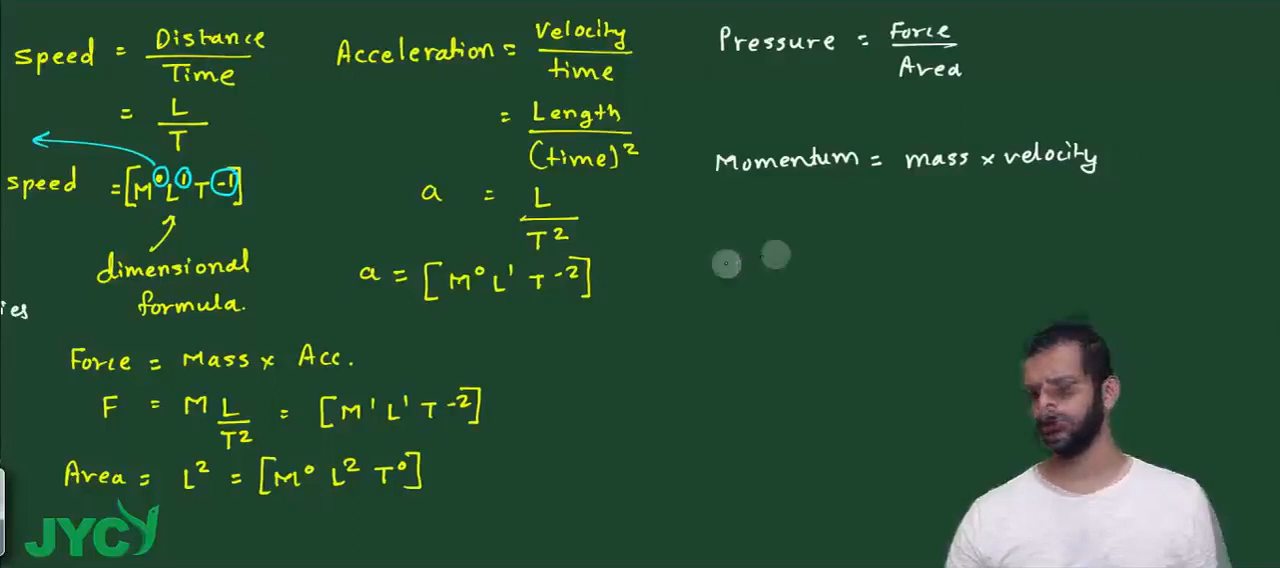 speed = Distance / Time
= L / T
speed = [M⁰ L¹ T⁻¹]
dimensional
formula.
ies
Acceleration = Velocity / time
= Length / (time)²
a = L / T²
a = [M⁰ L¹ T⁻²]
Force = Mass × Acc.
F = M L / T² = [M¹ L¹ T⁻²]
Area = L² = [M⁰ L² T⁰]
JYCY
Pressure = Force / Area
Momentum = mass × velocity